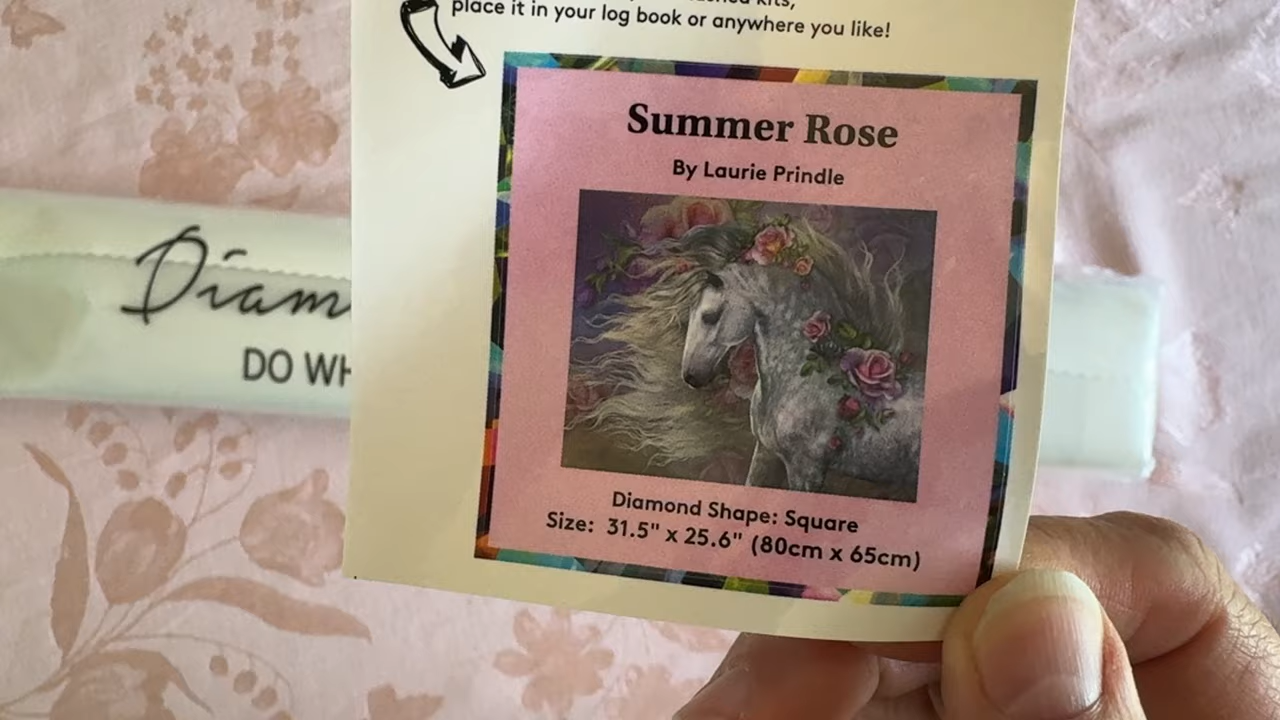 kits,
place it in your log book or anywhere you like!
Summer Rose
By Laurie Prindle
Diamond Shape: Square
Size: 31.5" x 25.6" (80cm x 65cm)
Diam
DO WH